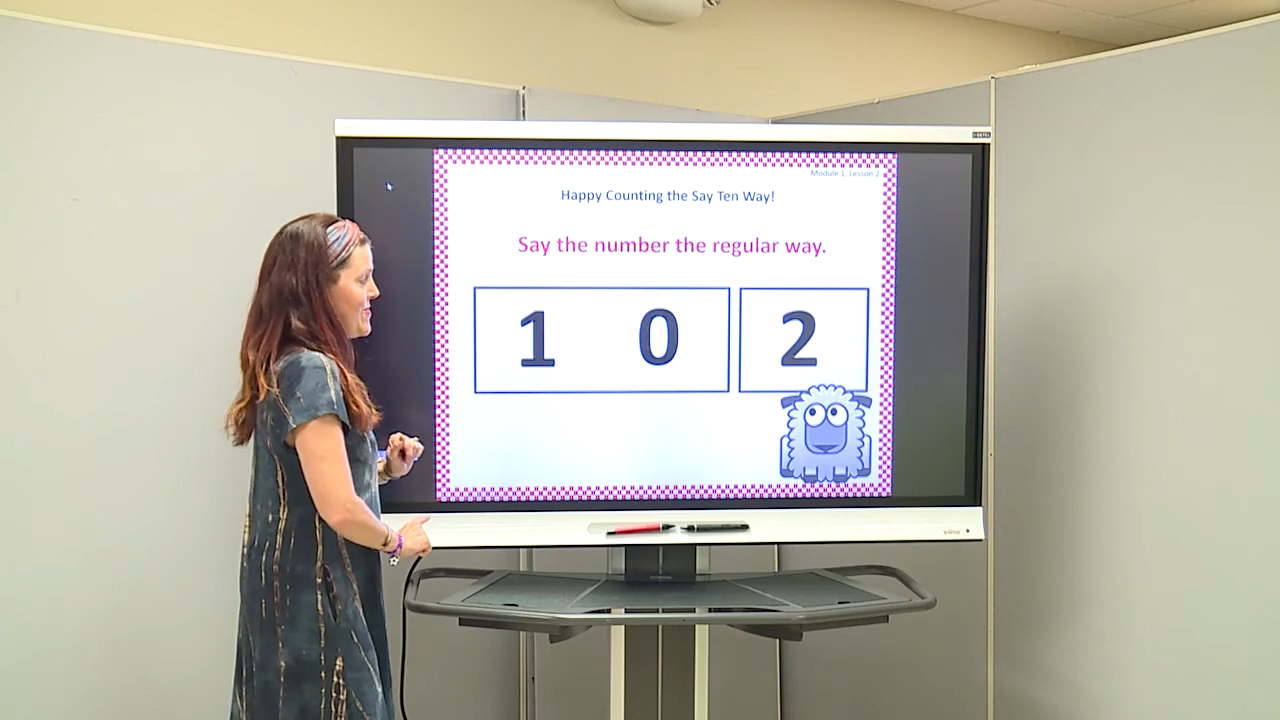 Module 1, Lesson 2
Happy Counting the Say Ten Way!
Say the number the regular way.
1 0 2